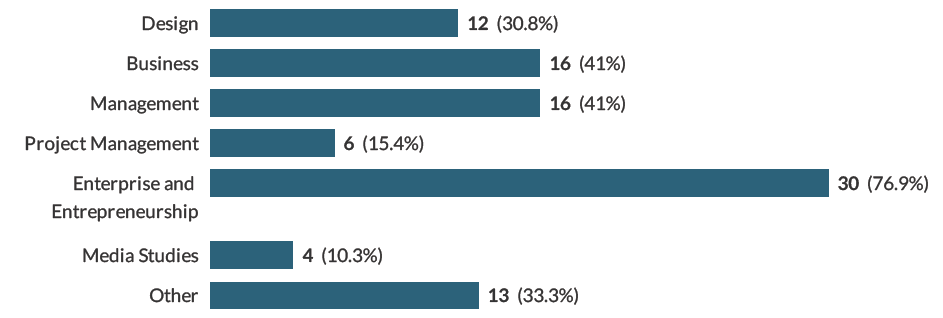 Design 12 (30.8%)
Business 16 (41%)
Management 16 (41%)
Project Management 6 (15.4%)
Enterprise and 30 (76.9%)
Entrepreneurship
Media Studies 4 (10.3%)
Other 13 (33.3%)